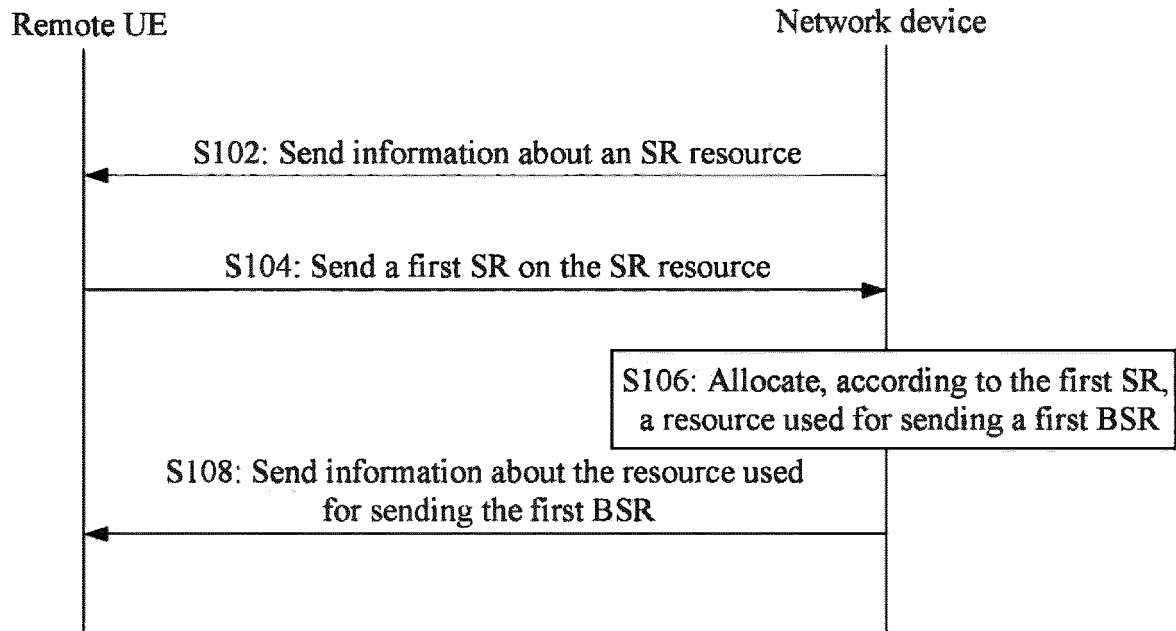 Remote UE
Network device
S102: Send information about an SR resource
S104: Send a first SR on the SR resource
S106: Allocate, according to the first SR,
a resource used for sending a first BSR
S108: Send information about the resource used
for sending the first BSR